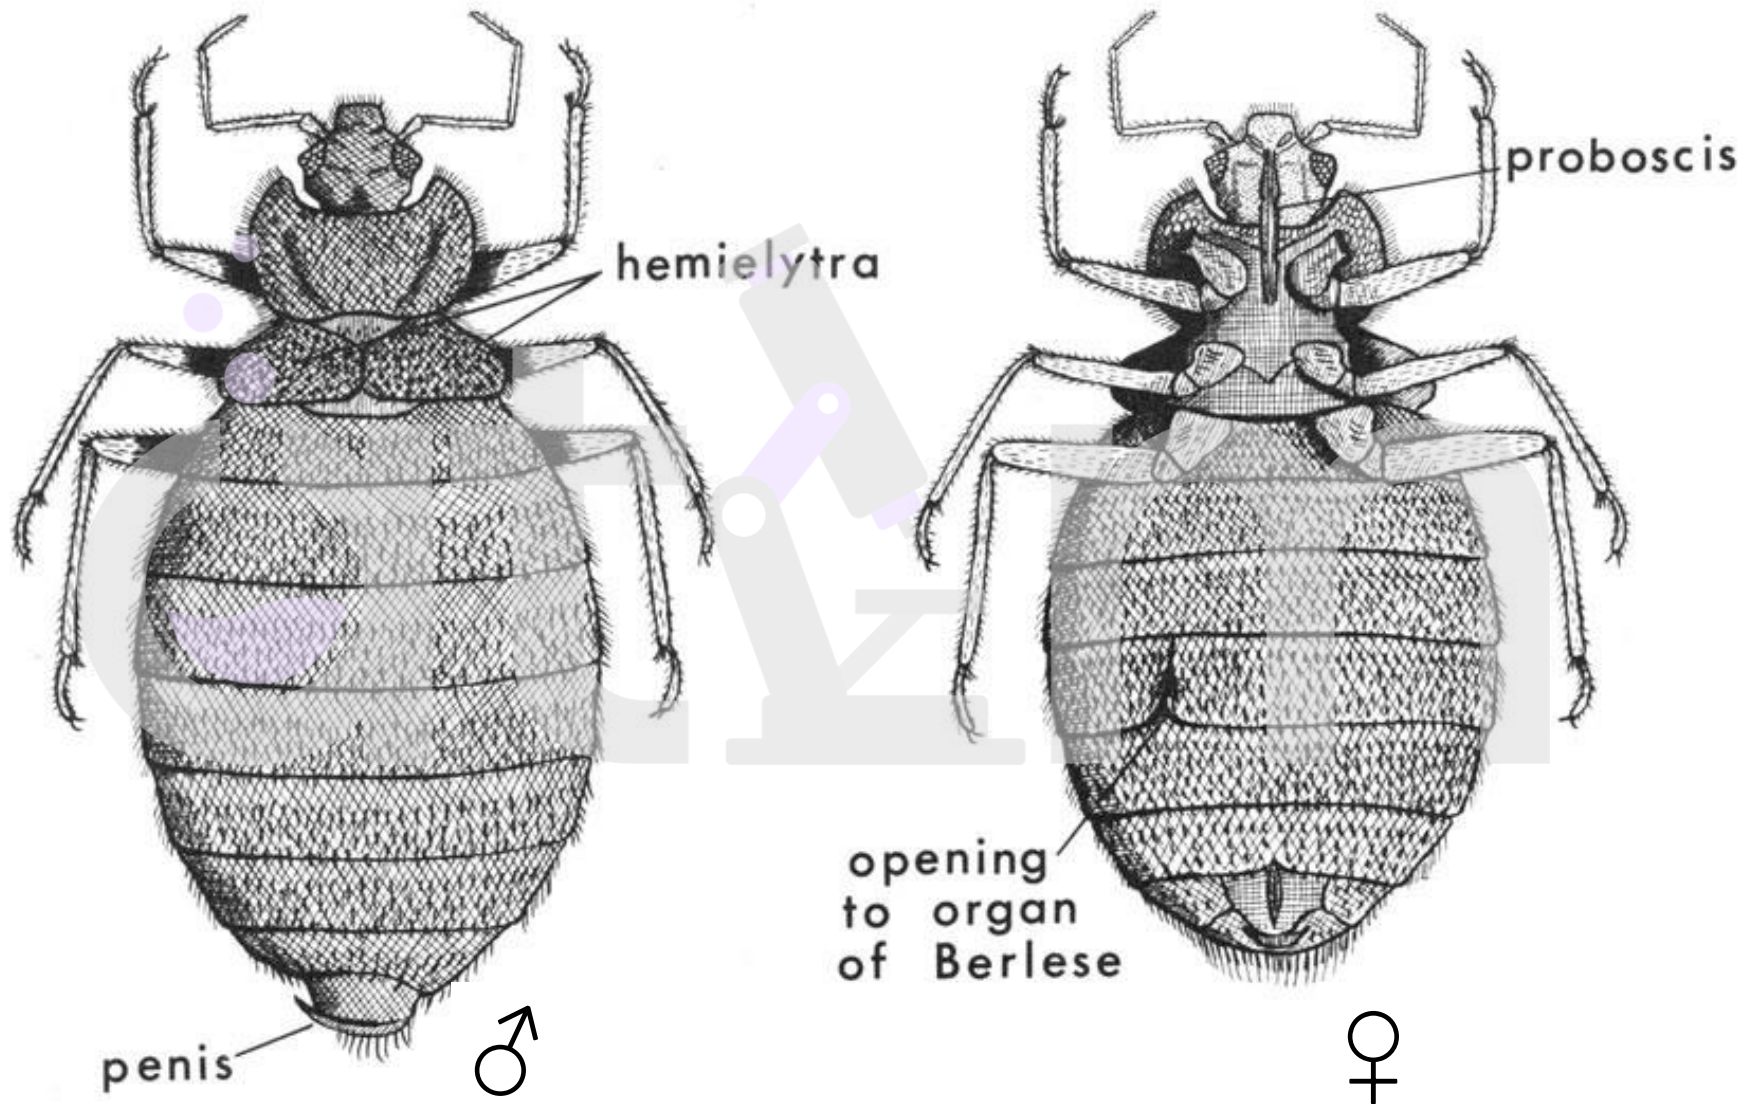 proboscis
hemielytra
opening
to organ
of Berlese
penis
♂
♀